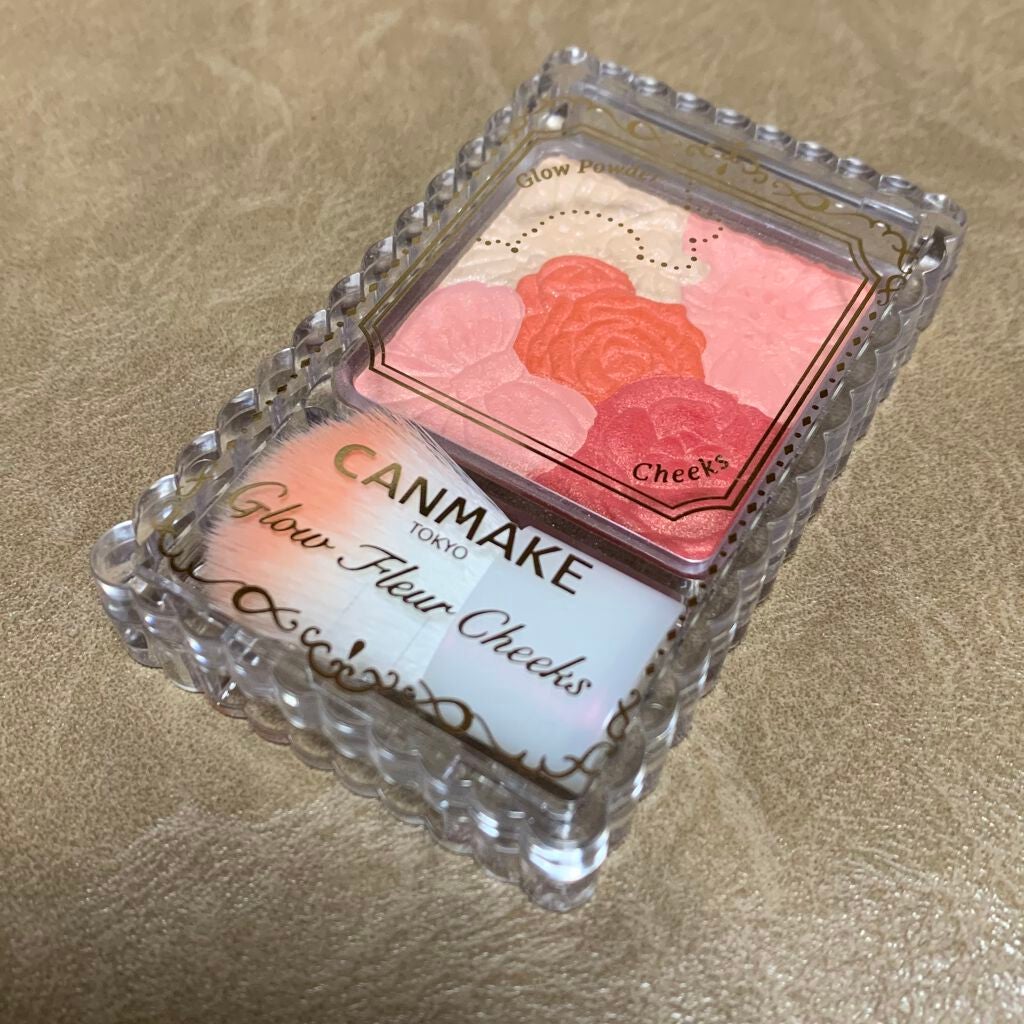 Glow Powder
Cheeks
CANMAKE
TOKYO
Glow Fleur Cheeks